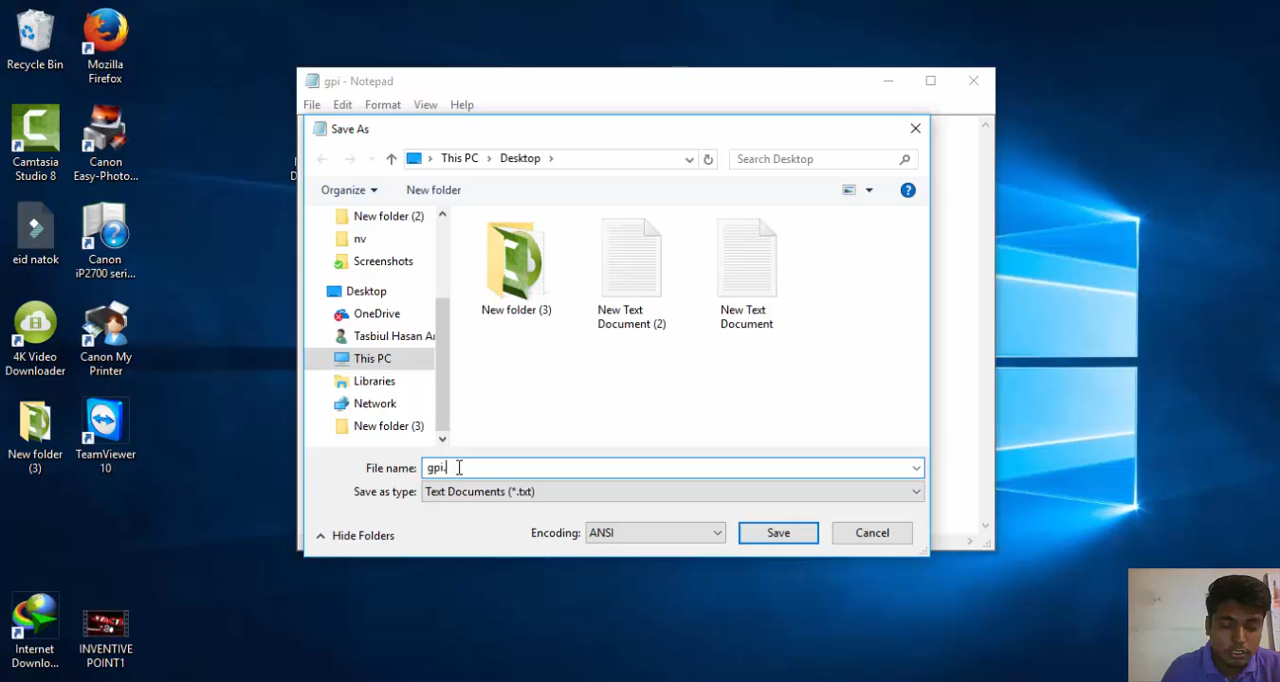 Recycle Bin
Mozilla
Firefox
Camtasia
Studio 8
Canon
Easy-Photo...
eid natok
Canon
iP2700 seri...
4K Video
Downloader
Canon My
Printer
New folder
(3)
TeamViewer
10
Internet
Downlo...
INVENTIVE
POINT1
gpi - Notepad
File Edit Format View Help
Save As
This PC > Desktop >
Search Desktop
Organize
New folder
New folder (2)
nv
Screenshots
Desktop
OneDrive
Tasbiul Hasan Ar
This PC
Libraries
Network
New folder (3)
New folder (3)
New Text
Document (2)
New Text
Document
File name: gpi.
Save as type: Text Documents (*.txt)
Hide Folders
Encoding: ANSI
Save
Cancel